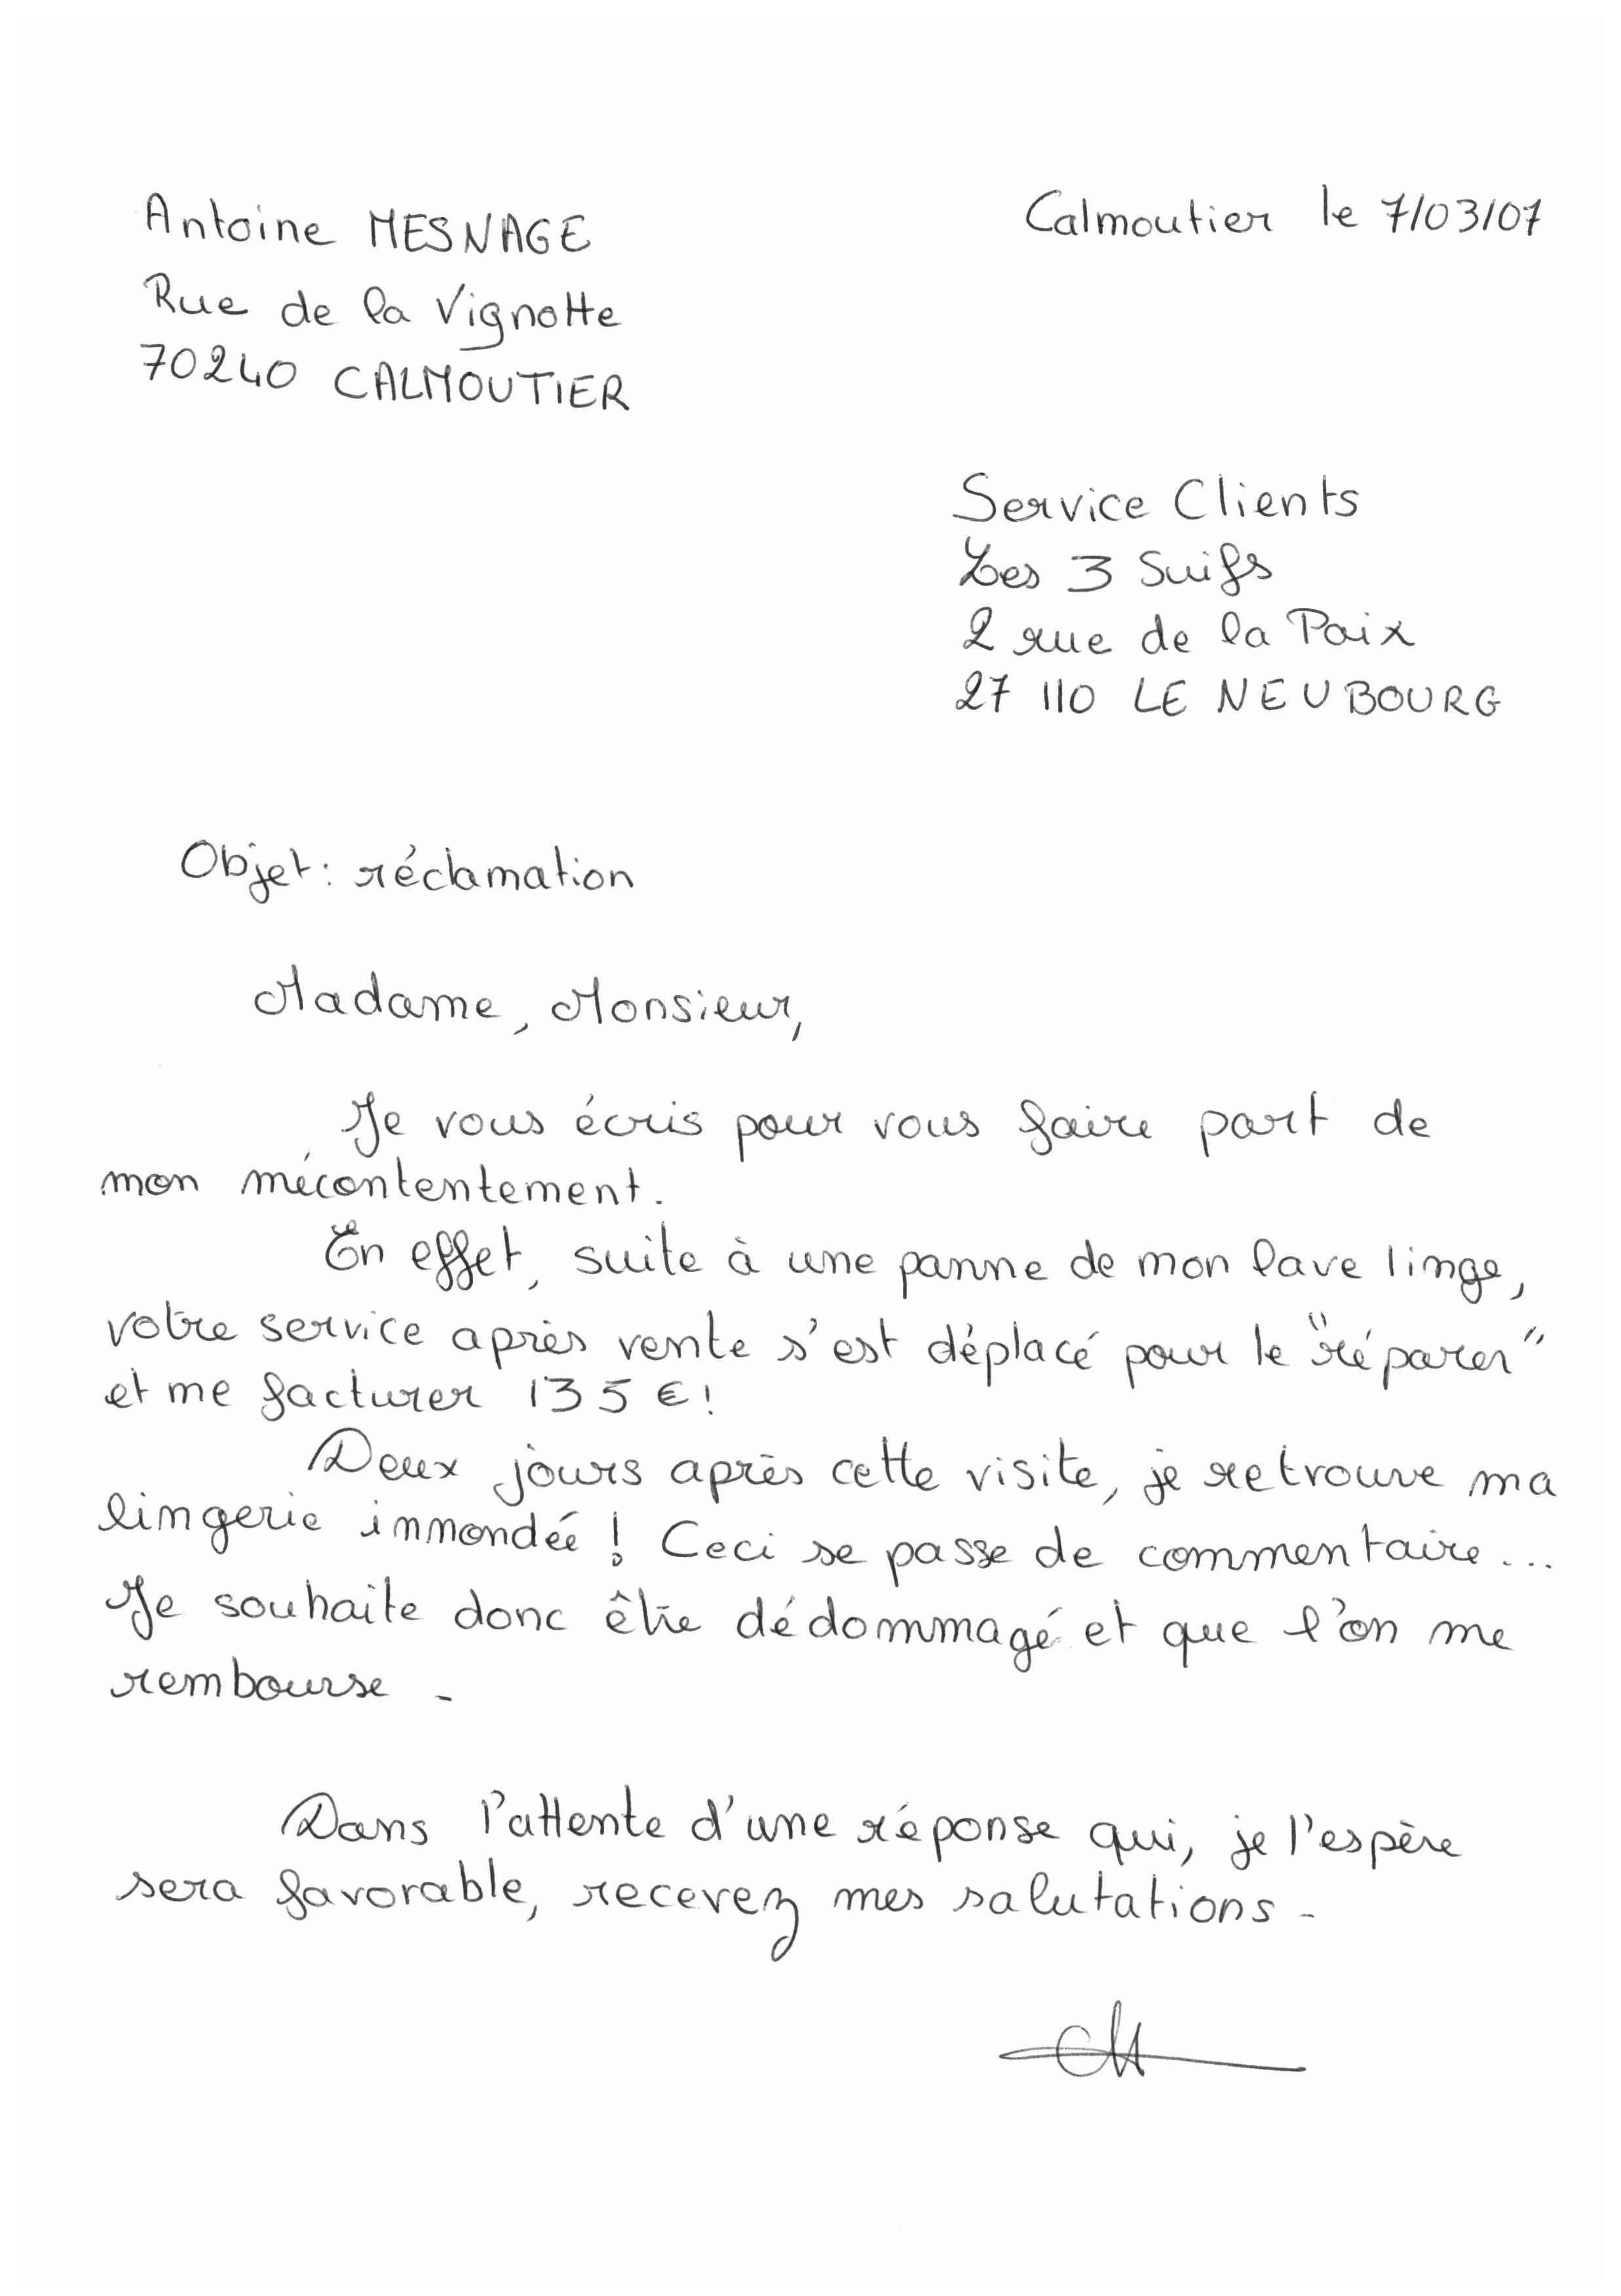 Antoine MESNAGE
Calmoutier le 7/03/07
Rue de la Vignotte
70240 CALMOUTIER
Service Clients
Les 3 Suifs
2 rue de la Paix
27 110 LE NEUBOURG
Objet : réclamation
Madame, Monsieur,
Je vous écris pour vous faire part de
mon mécontentement.
En effet, suite à une panne de mon lave linge,
votre service après vente s'est déplacé pour le "réparer"
et me facturer 135 € !
Deux jours après cette visite, je retrouve ma
lingerie immondée ! Ceci se passe de commentaire...
Je souhaite donc être dédommagé et que l'on me
rembourse -
Dans l'attente d'une réponse qui, je l'espère
sera favorable, recevez mes salutations -